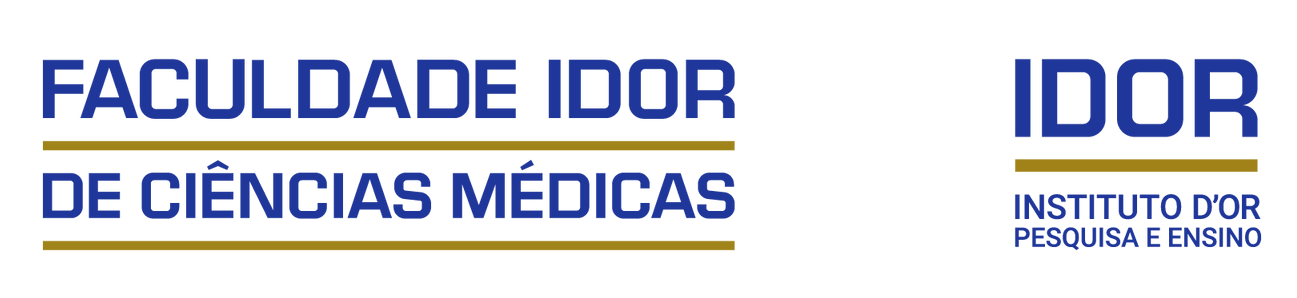 FACULDADE IDOR
DE CIÊNCIAS MÉDICAS
IDOR
INSTITUTO D'OR
PESQUISA E ENSINO